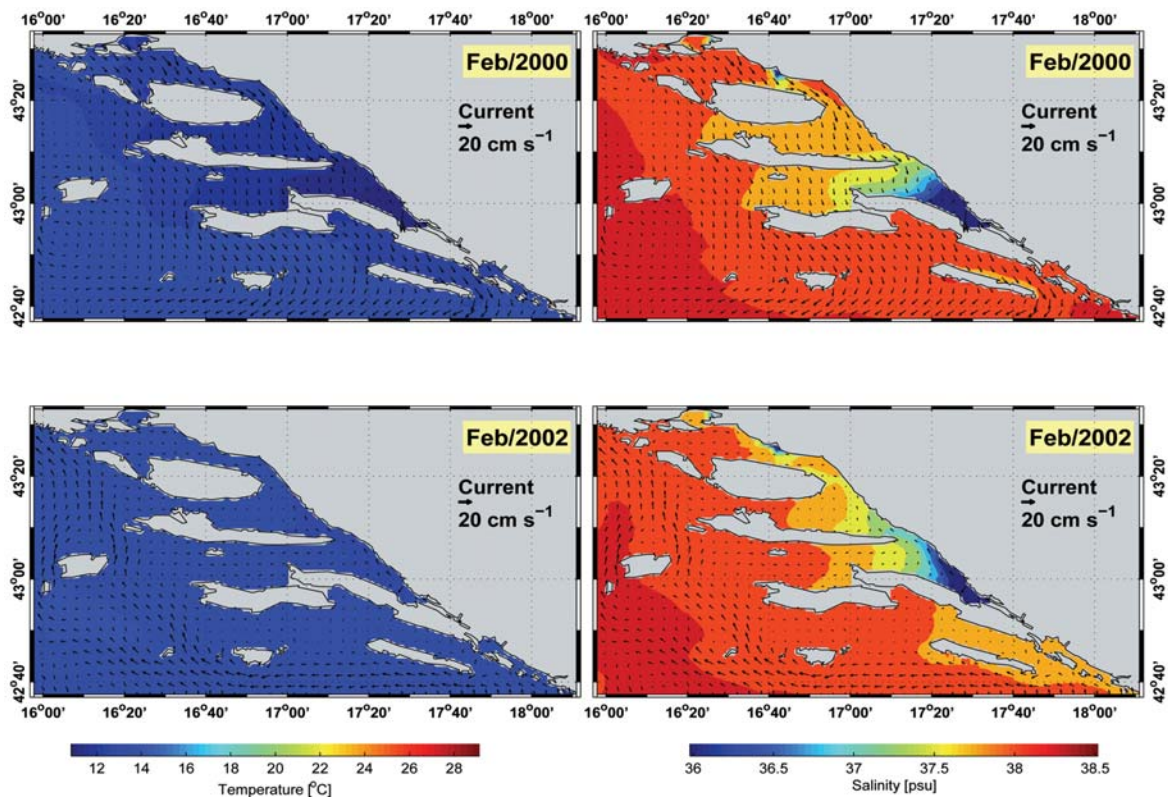 16°00' 16°20' 16°40' 17°00' 17°20' 17°40' 18°00'
16°00' 16°20' 16°40' 17°00' 17°20' 17°40' 18°00'
43°20'
43°00'
42°40'
Feb/2000
Current
20 cm s⁻¹
Feb/2000
Current
20 cm s⁻¹
43°20'
43°00'
42°40'
43°20'
43°00'
42°40'
Feb/2002
Current
20 cm s⁻¹
Feb/2002
Current
20 cm s⁻¹
43°20'
43°00'
42°40'
16°00' 16°20' 16°40' 17°00' 17°20' 17°40' 18°00'
16°00' 16°20' 16°40' 17°00' 17°20' 17°40' 18°00'
12 14 16 18 20 22 24 26 28
Temperature [°C]
36 36.5 37 37.5 38 38.5
Salinity [psu]